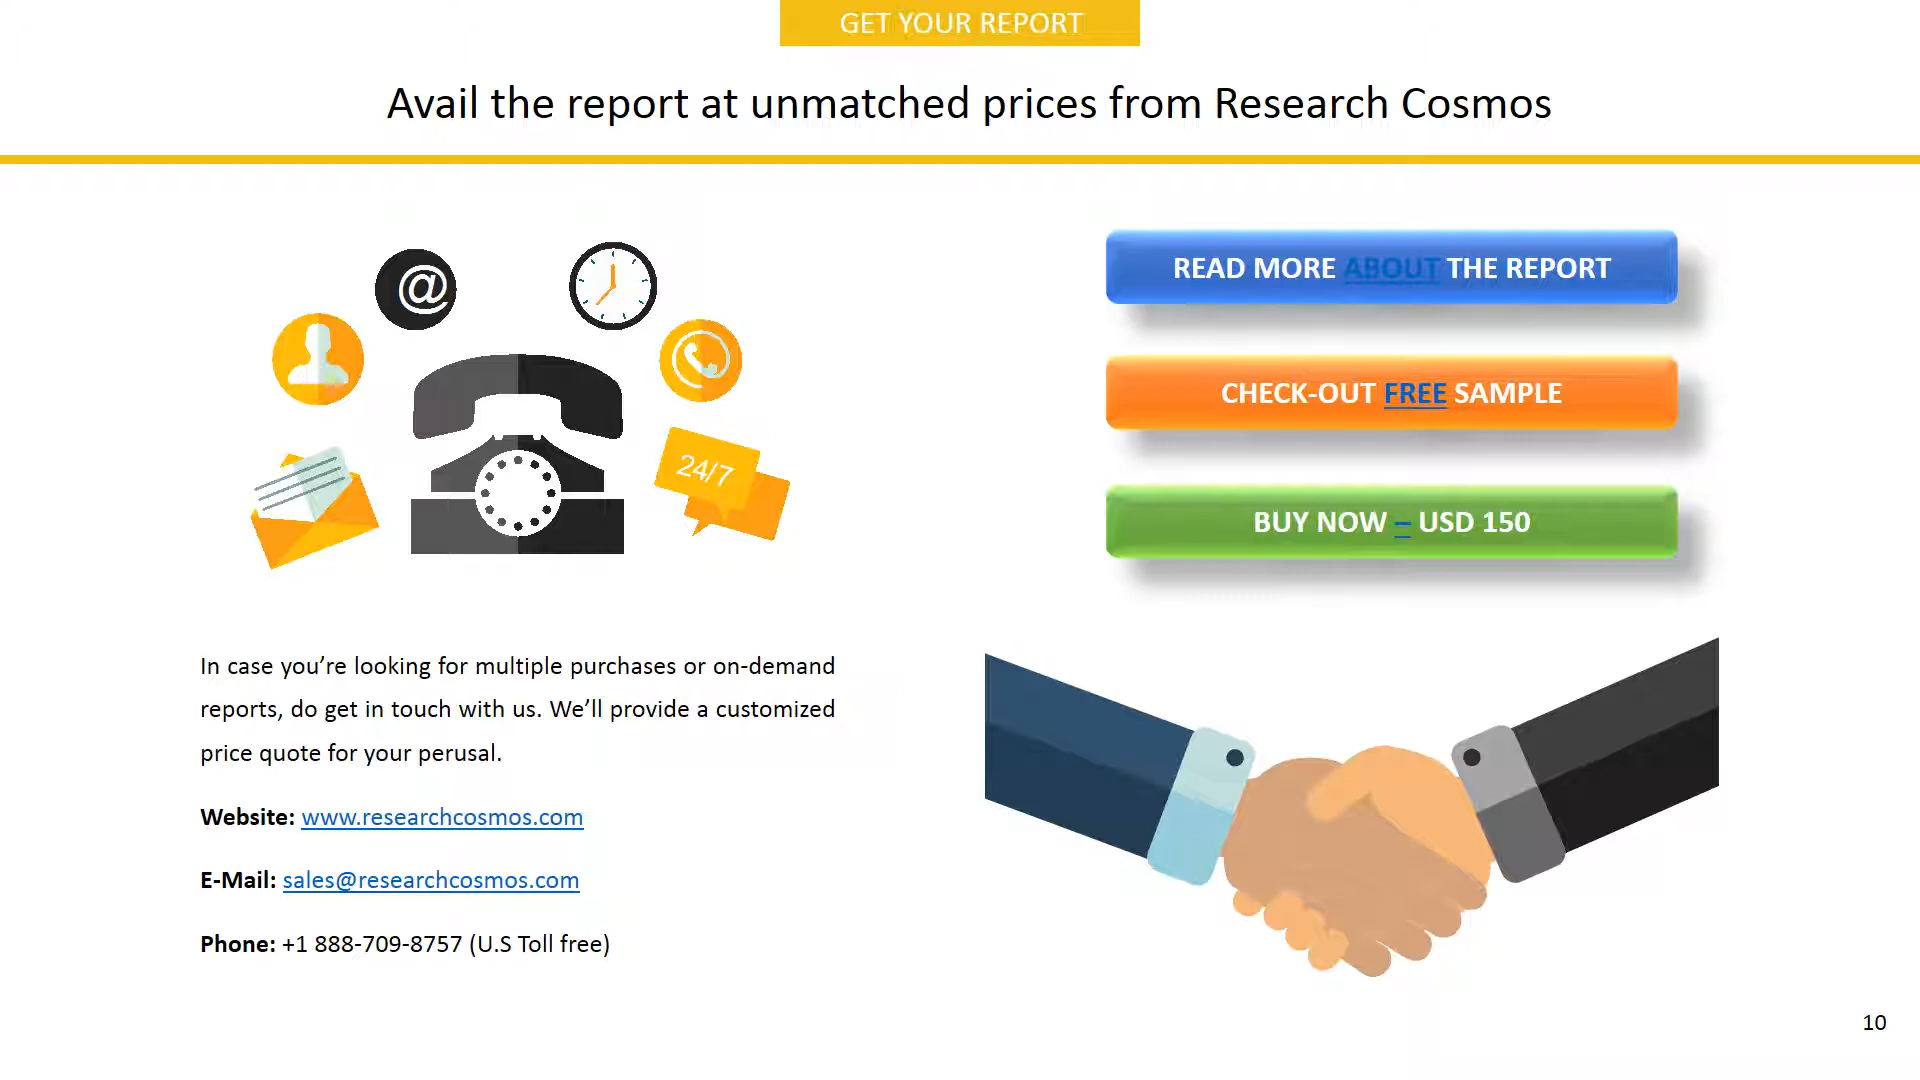 GET YOUR REPORT
Avail the report at unmatched prices from Research Cosmos
@
24/7
READ MORE ABOUT THE REPORT
CHECK-OUT FREE SAMPLE
BUY NOW – USD 150
In case you’re looking for multiple purchases or on-demand
reports, do get in touch with us. We’ll provide a customized
price quote for your perusal.
Website: www.researchcosmos.com
E-Mail: sales@researchcosmos.com
Phone: +1 888-709-8757 (U.S Toll free)
10